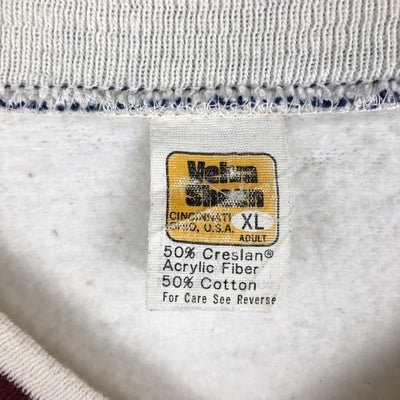 Velva
Sheen
CINCINNATI
OHIO, U.S.A.
XL
ADULT
50% Creslan®
Acrylic Fiber
50% Cotton
For Care See Reverse